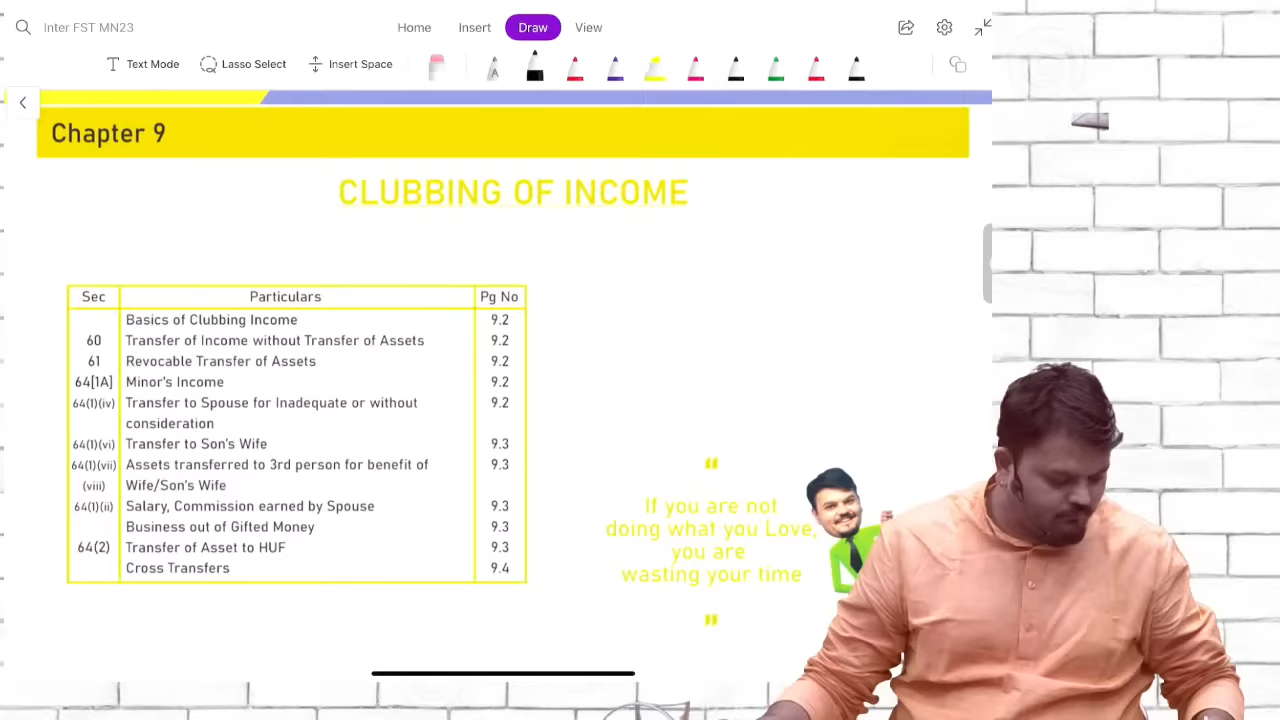 Inter FST MN23
Home Insert Draw View
Text Mode Lasso Select Insert Space
A
Chapter 9
CLUBBING OF INCOME
Sec Particulars Pg No
Basics of Clubbing Income 9.2
60 Transfer of Income without Transfer of Assets 9.2
61 Revocable Transfer of Assets 9.2
64[1A] Minor's Income 9.2
64(1)(iv) Transfer to Spouse for Inadequate or without 9.2
consideration
64(1)(vi) Transfer to Son's Wife 9.3
64(1)(vii) Assets transferred to 3rd person for benefit of 9.3
(viii) Wife/Son's Wife
64(1)(ii) Salary, Commission earned by Spouse 9.3
Business out of Gifted Money 9.3
64(2) Transfer of Asset to HUF 9.3
Cross Transfers 9.4
"
If you are not
doing what you Love,
you are
wasting your time
"